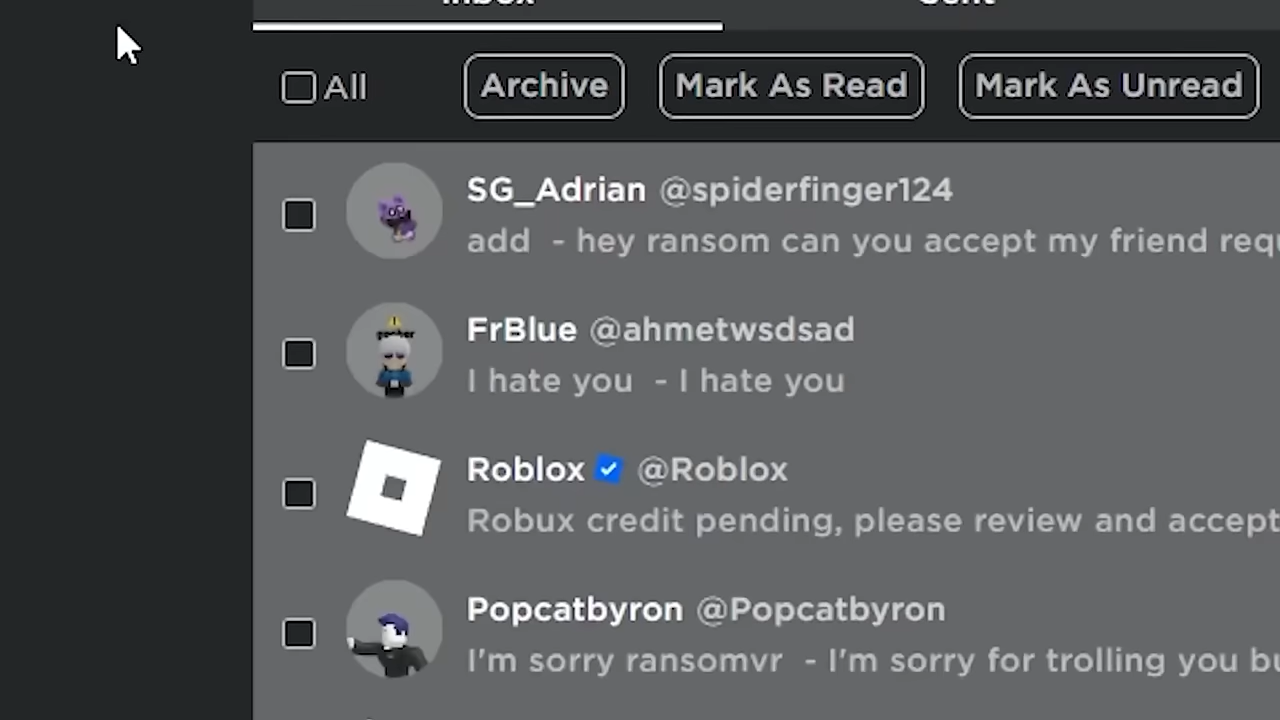 Inbox Sent
All Archive Mark As Read Mark As Unread
SG_Adrian @spiderfinger124
add - hey ransom can you accept my friend requ
FrBlue @ahmetwsdsad
I hate you - I hate you
Roblox @Roblox
Robux credit pending, please review and accept
Popcatbyron @Popcatbyron
I'm sorry ransomvr - I'm sorry for trolling you bu